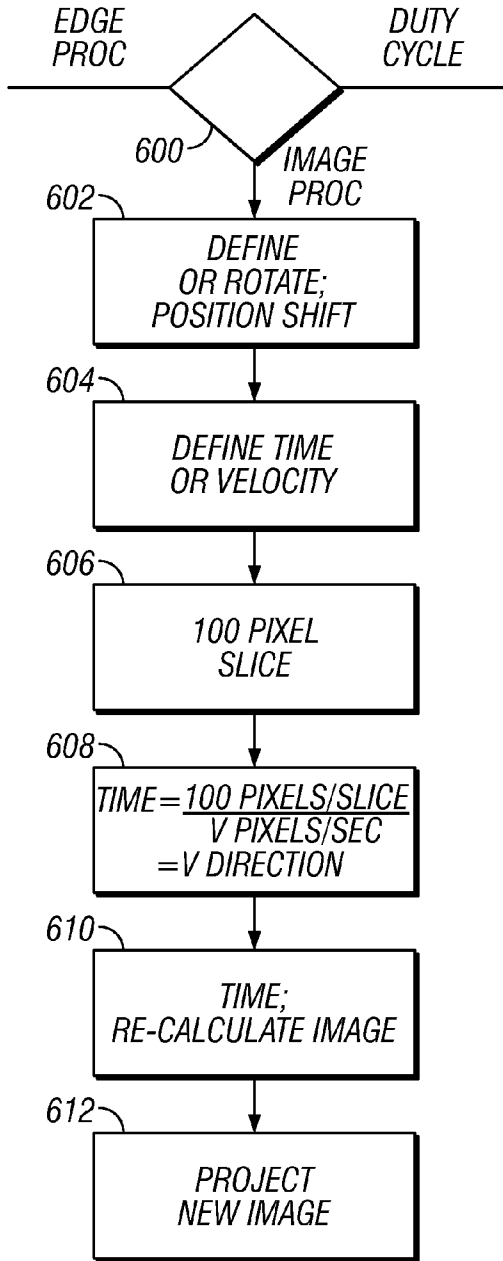 EDGE PROC
DUTY CYCLE
600
IMAGE PROC
602
DEFINE
OR ROTATE;
POSITION SHIFT
604
DEFINE TIME
OR VELOCITY
606
100 PIXEL
SLICE
608
TIME = 100 PIXELS/SLICE
V PIXELS/SEC
= V DIRECTION
610
TIME;
RE-CALCULATE IMAGE
612
PROJECT
NEW IMAGE